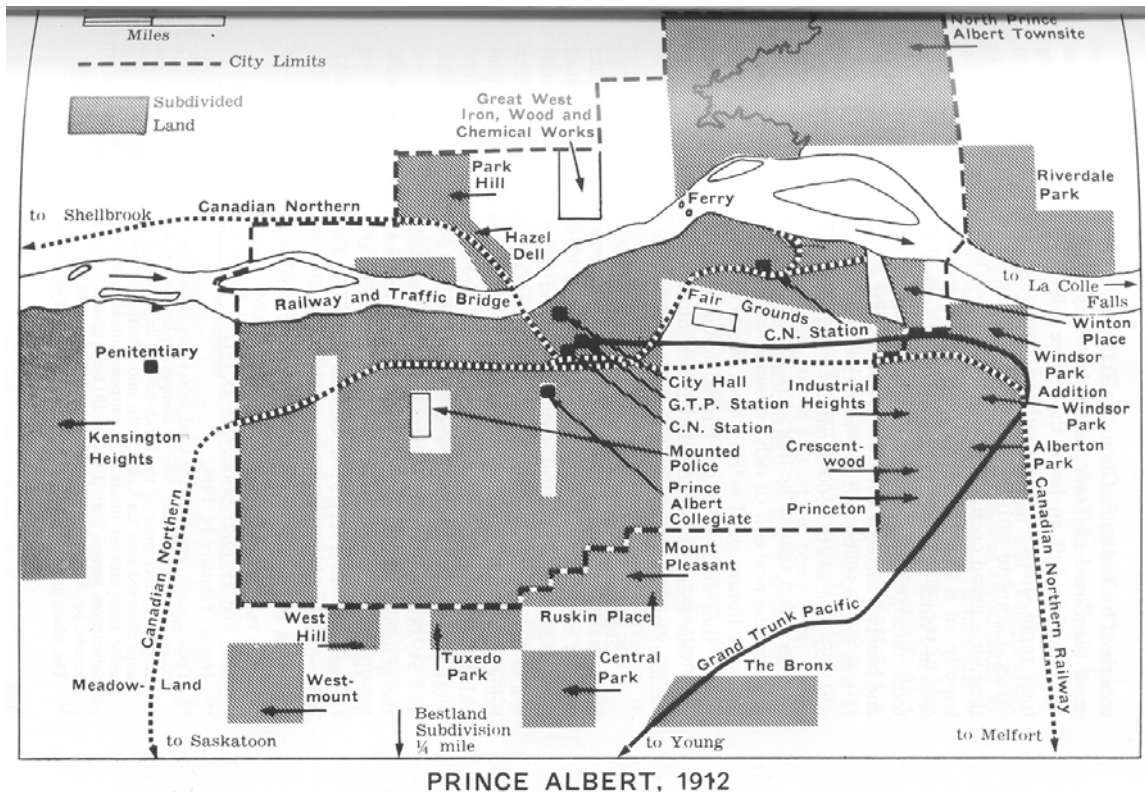 Miles
City Limits
Subdivided
Land
North Prince
Albert Townsite
Great West
Iron, Wood and
Chemical Works
Park
Hill
Riverdale
Park
to Shellbrook
Canadian Northern
Ferry
Hazel
Dell
to
La Colle
Falls
Railway and Traffic Bridge
Fair Grounds
C.N. Station
Winton
Place
Windsor
Park
Addition
Windsor
Park
Penitentiary
City Hall
G.T.P. Station
C.N. Station
Industrial
Heights
Kensington
Heights
Mounted
Police
Crescent-
wood
Alberton
Park
Prince
Albert
Collegiate
Princeton
Canadian Northern
Mount
Pleasant
Canadian Northern Railway
West
Hill
Ruskin Place
Grand Trunk Pacific
Tuxedo
Park
Central
Park
The Bronx
Meadow-Land
West-
mount
to Saskatoon
Bestland
Subdivision
¼ mile
to Young
to Melfort
PRINCE ALBERT, 1912